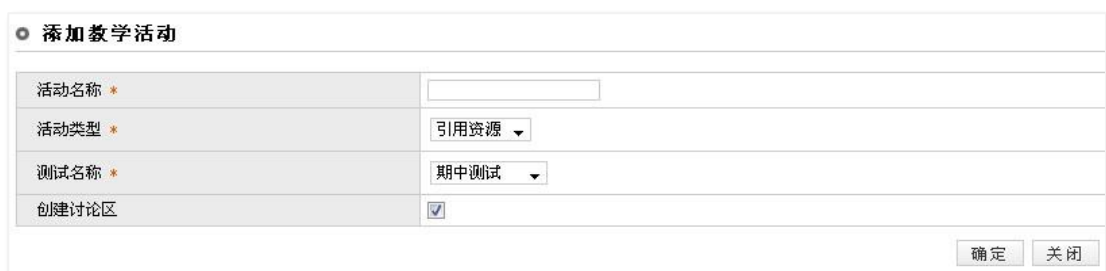 添加教学活动
活动名称 *
活动类型 * 引用资源
测试名称 * 期中测试
创建讨论区
确定 关闭